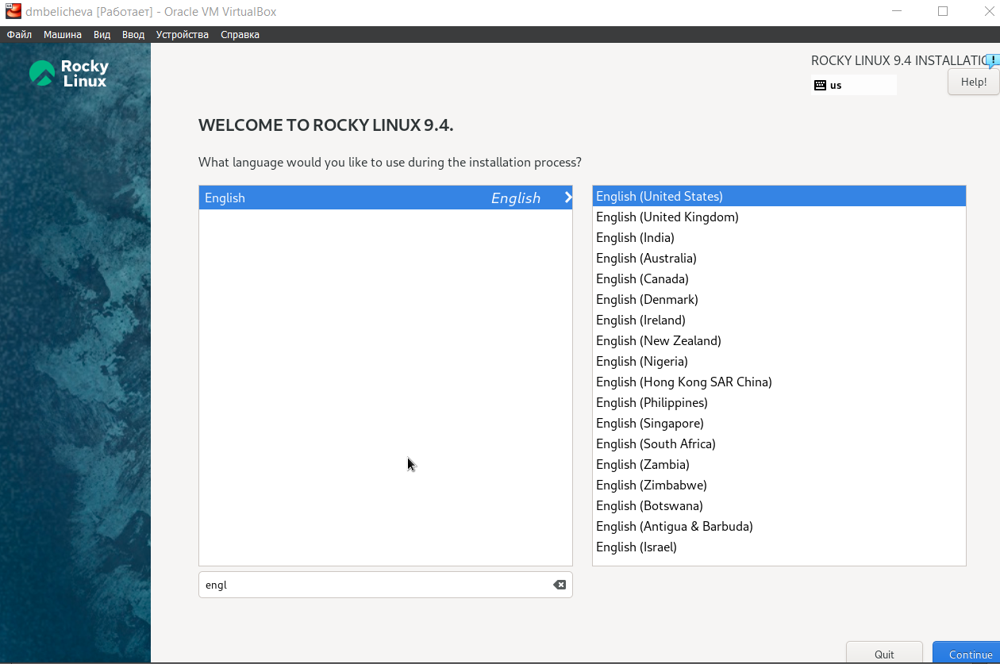 dmbelicheva [Работает] - Oracle VM VirtualBox
Файл Машина Вид Ввод Устройства Справка
Rocky
Linux
ROCKY LINUX 9.4 INSTALLATIO
us
Help!
WELCOME TO ROCKY LINUX 9.4.
What language would you like to use during the installation process?
English English
English (United States)
English (United Kingdom)
English (India)
English (Australia)
English (Canada)
English (Denmark)
English (Ireland)
English (New Zealand)
English (Nigeria)
English (Hong Kong SAR China)
English (Philippines)
English (Singapore)
English (South Africa)
English (Zambia)
English (Zimbabwe)
English (Botswana)
English (Antigua & Barbuda)
English (Israel)
engl
Quit
Continue